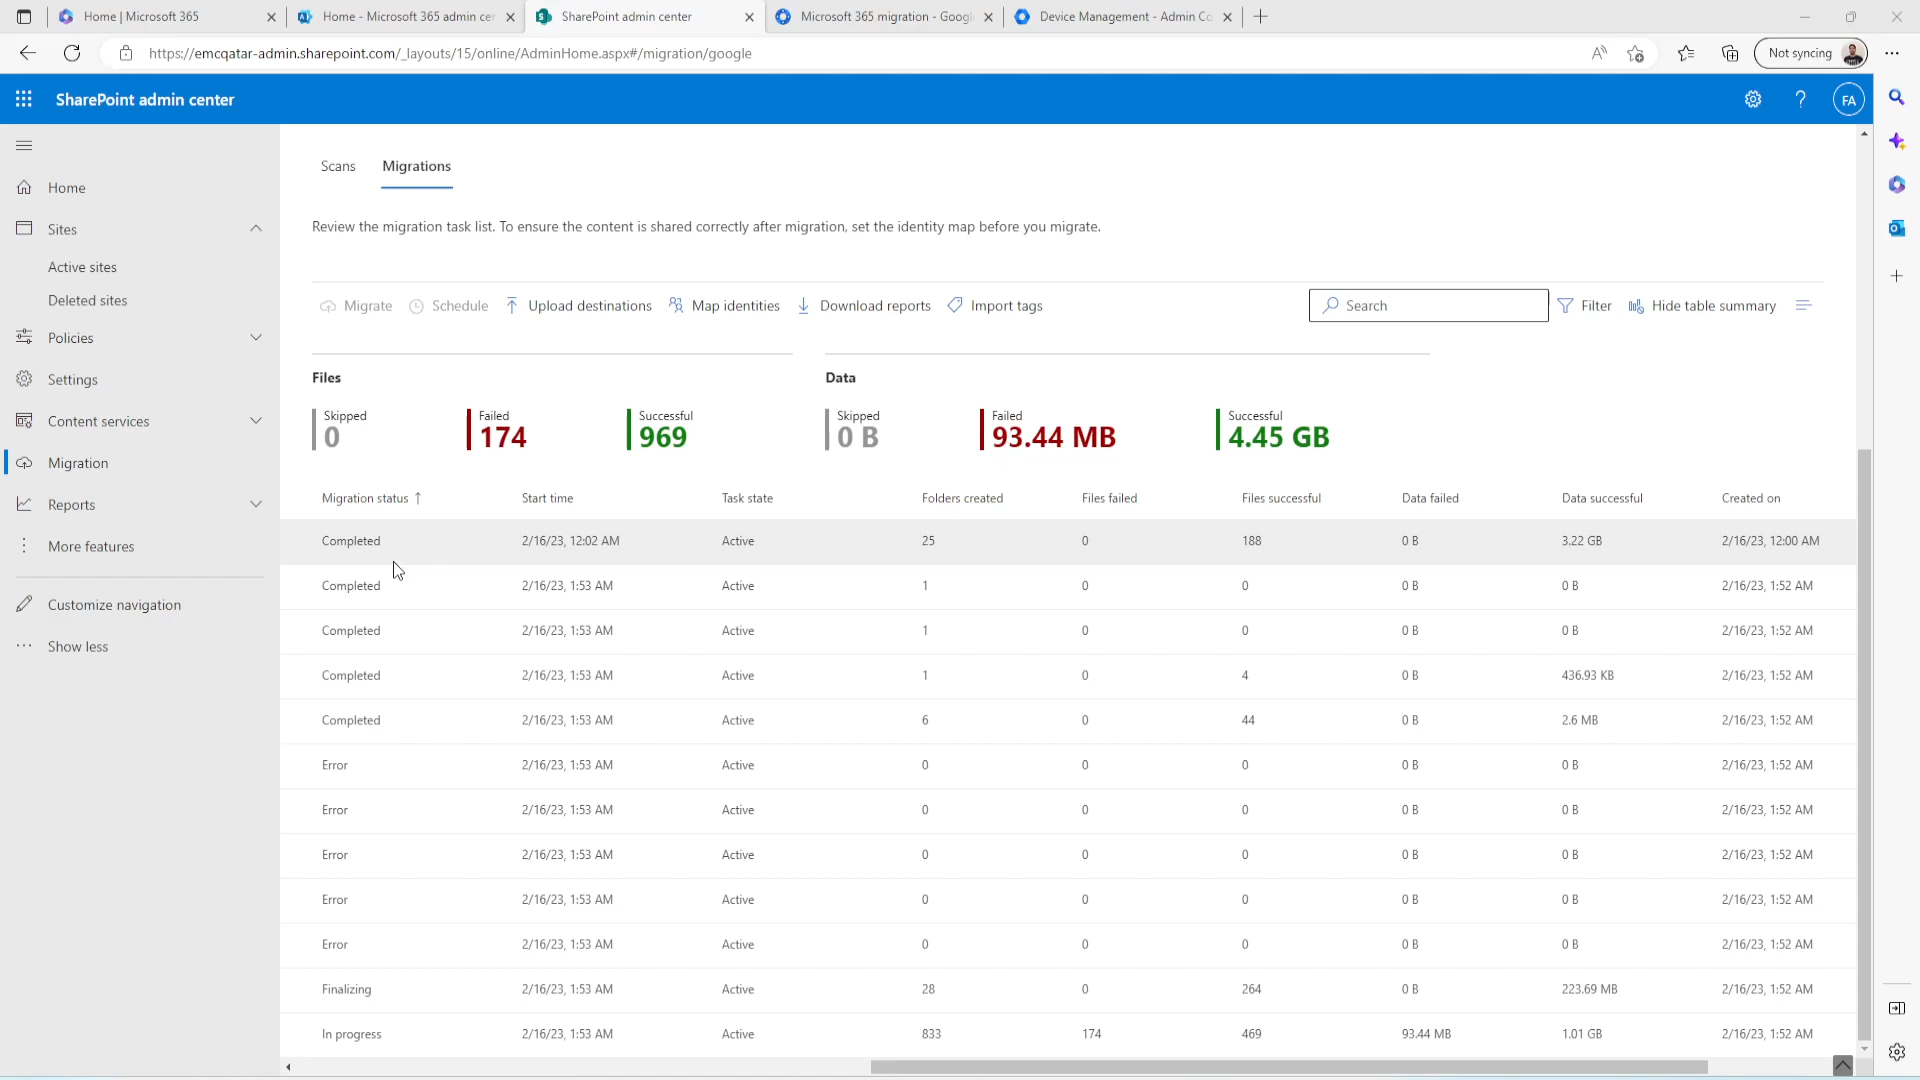 Home | Microsoft 365
Home - Microsoft 365 admin cer
SharePoint admin center
Microsoft 365 migration - Googl
Device Management - Admin Co
https://emcqatar-admin.sharepoint.com/_layouts/15/online/AdminHome.aspx#/migration/google
Not syncing
SharePoint admin center
FA
Home
Sites
Active sites
Deleted sites
Policies
Settings
Content services
Migration
Reports
More features
Customize navigation
Show less
Scans Migrations
Review the migration task list. To ensure the content is shared correctly after migration, set the identity map before you migrate.
Migrate Schedule Upload destinations Map identities Download reports Import tags Search Filter Hide table summary
Files Data
Skipped Failed Successful Skipped Failed Successful
0 174 969 0 B 93.44 MB 4.45 GB
Migration status Start time Task state Folders created Files failed Files successful Data failed Data successful Created on
Completed 2/16/23, 12:02 AM Active 25 0 188 0 B 3.22 GB 2/16/23, 12:00 AM
Completed 2/16/23, 1:53 AM Active 1 0 0 0 B 0 B 2/16/23, 1:52 AM
Completed 2/16/23, 1:53 AM Active 1 0 0 0 B 0 B 2/16/23, 1:52 AM
Completed 2/16/23, 1:53 AM Active 1 0 4 0 B 436.93 KB 2/16/23, 1:52 AM
Completed 2/16/23, 1:53 AM Active 6 0 44 0 B 2.6 MB 2/16/23, 1:52 AM
Error 2/16/23, 1:53 AM Active 0 0 0 0 B 0 B 2/16/23, 1:52 AM
Error 2/16/23, 1:53 AM Active 0 0 0 0 B 0 B 2/16/23, 1:52 AM
Error 2/16/23, 1:53 AM Active 0 0 0 0 B 0 B 2/16/23, 1:52 AM
Error 2/16/23, 1:53 AM Active 0 0 0 0 B 0 B 2/16/23, 1:52 AM
Error 2/16/23, 1:53 AM Active 0 0 0 0 B 0 B 2/16/23, 1:52 AM
Finalizing 2/16/23, 1:53 AM Active 28 0 264 0 B 223.69 MB 2/16/23, 1:52 AM
In progress 2/16/23, 1:53 AM Active 833 174 469 93.44 MB 1.01 GB 2/16/23, 1:52 AM